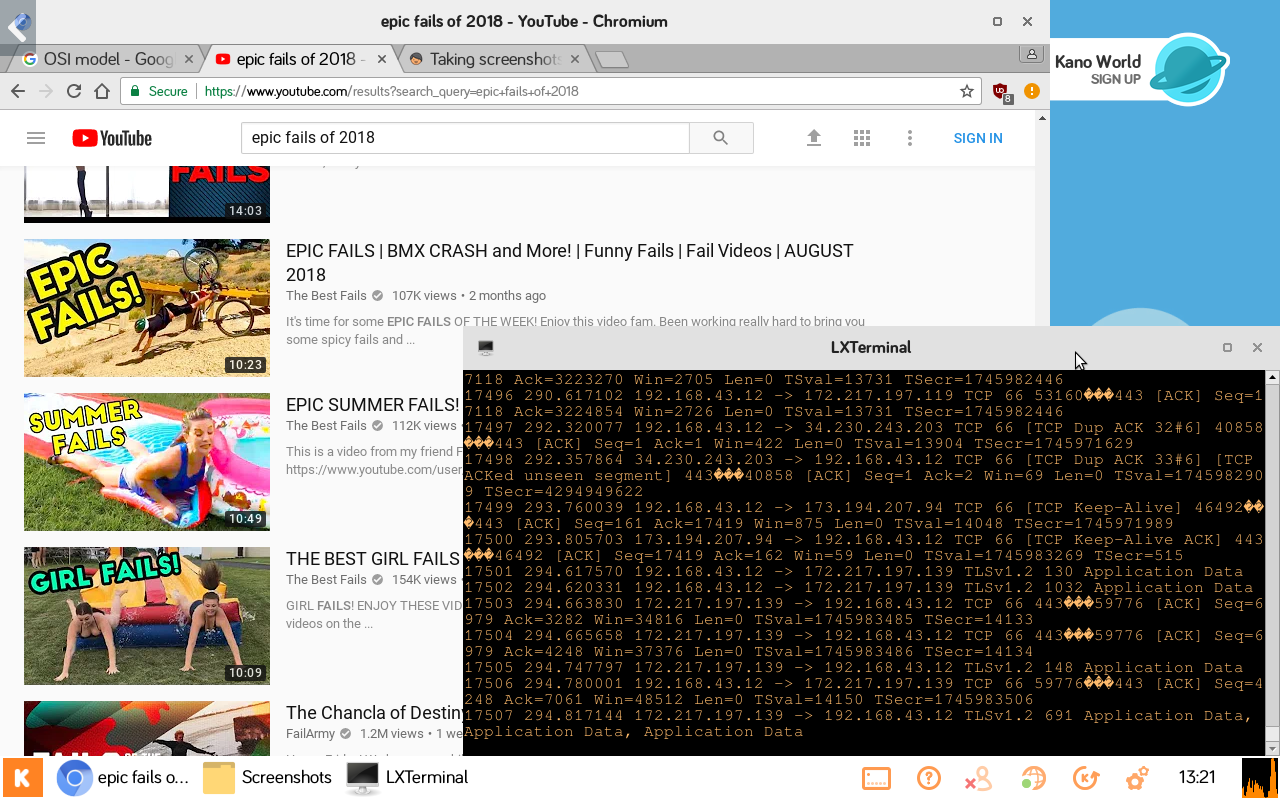 epic fails of 2018 - YouTube - Chromium
OSI model - Goog
epic fails of 2018 -
Taking screenshots
Secure
https://www.youtube.com/results?search_query=epic+fails+of+2018
8
Kano World
SIGN UP
YouTube
epic fails of 2018
SIGN IN
FAILS
14:03
EPIC FAILS!
10:23
EPIC FAILS | BMX CRASH and More! | Funny Fails | Fail Videos | AUGUST
2018
The Best Fails 107K views • 2 months ago
It's time for some EPIC FAILS OF THE WEEK! Enjoy this video fam. Been working really hard to bring you
some spicy fails and ...
SUMMER
FAILS
10:49
EPIC SUMMER FAILS!
The Best Fails 112K views
This is a video from my friend F
https://www.youtube.com/user
GIRL FAILS!
10:09
THE BEST GIRL FAILS
The Best Fails 154K views
GIRL FAILS! ENJOY THESE VID
videos on the ...
The Chancla of Destiny
FailArmy 1.2M views • 1 we
LXTerminal
7118 Ack=3223270 Win=2705 Len=0 TSval=13731 TSecr=1745982446
17496 290.617102 192.168.43.12 -> 172.217.197.119 TCP 66 53160���443 [ACK] Seq=1
7118 Ack=3224854 Win=2726 Len=0 TSval=13731 TSecr=1745982446
17497 292.320077 192.168.43.12 -> 34.230.243.203 TCP 66 [TCP Dup ACK 32#6] 40858
���443 [ACK] Seq=1 Ack=1 Win=422 Len=0 TSval=13904 TSecr=1745971629
17498 292.357864 34.230.243.203 -> 192.168.43.12 TCP 66 [TCP Dup ACK 33#6] [TCP
ACKed unseen segment] 443���40858 [ACK] Seq=1 Ack=2 Win=69 Len=0 TSval=174598290
9 TSecr=4294949622
17499 293.760039 192.168.43.12 -> 173.194.207.94 TCP 66 [TCP Keep-Alive] 46492��
�443 [ACK] Seq=161 Ack=17419 Win=875 Len=0 TSval=14048 TSecr=1745971989
17500 293.805703 173.194.207.94 -> 192.168.43.12 TCP 66 [TCP Keep-Alive ACK] 443
���46492 [ACK] Seq=17419 Ack=162 Win=59 Len=0 TSval=1745983269 TSecr=515
17501 294.617570 192.168.43.12 -> 172.217.197.139 TLSv1.2 130 Application Data
17502 294.620331 192.168.43.12 -> 172.217.197.139 TLSv1.2 1032 Application Data
17503 294.663830 172.217.197.139 -> 192.168.43.12 TCP 66 443���59776 [ACK] Seq=6
979 Ack=3282 Win=34816 Len=0 TSval=1745983485 TSecr=14133
17504 294.665658 172.217.197.139 -> 192.168.43.12 TCP 66 443���59776 [ACK] Seq=6
979 Ack=4248 Win=37376 Len=0 TSval=1745983486 TSecr=14134
17505 294.747797 172.217.197.139 -> 192.168.43.12 TLSv1.2 148 Application Data
17506 294.780001 192.168.43.12 -> 172.217.197.139 TCP 66 59776���443 [ACK] Seq=4
248 Ack=7061 Win=48512 Len=0 TSval=14150 TSecr=1745983506
17507 294.817144 172.217.197.139 -> 192.168.43.12 TLSv1.2 691 Application Data,
Application Data, Application Data
K
epic fails o...
Screenshots
LXTerminal
13:21